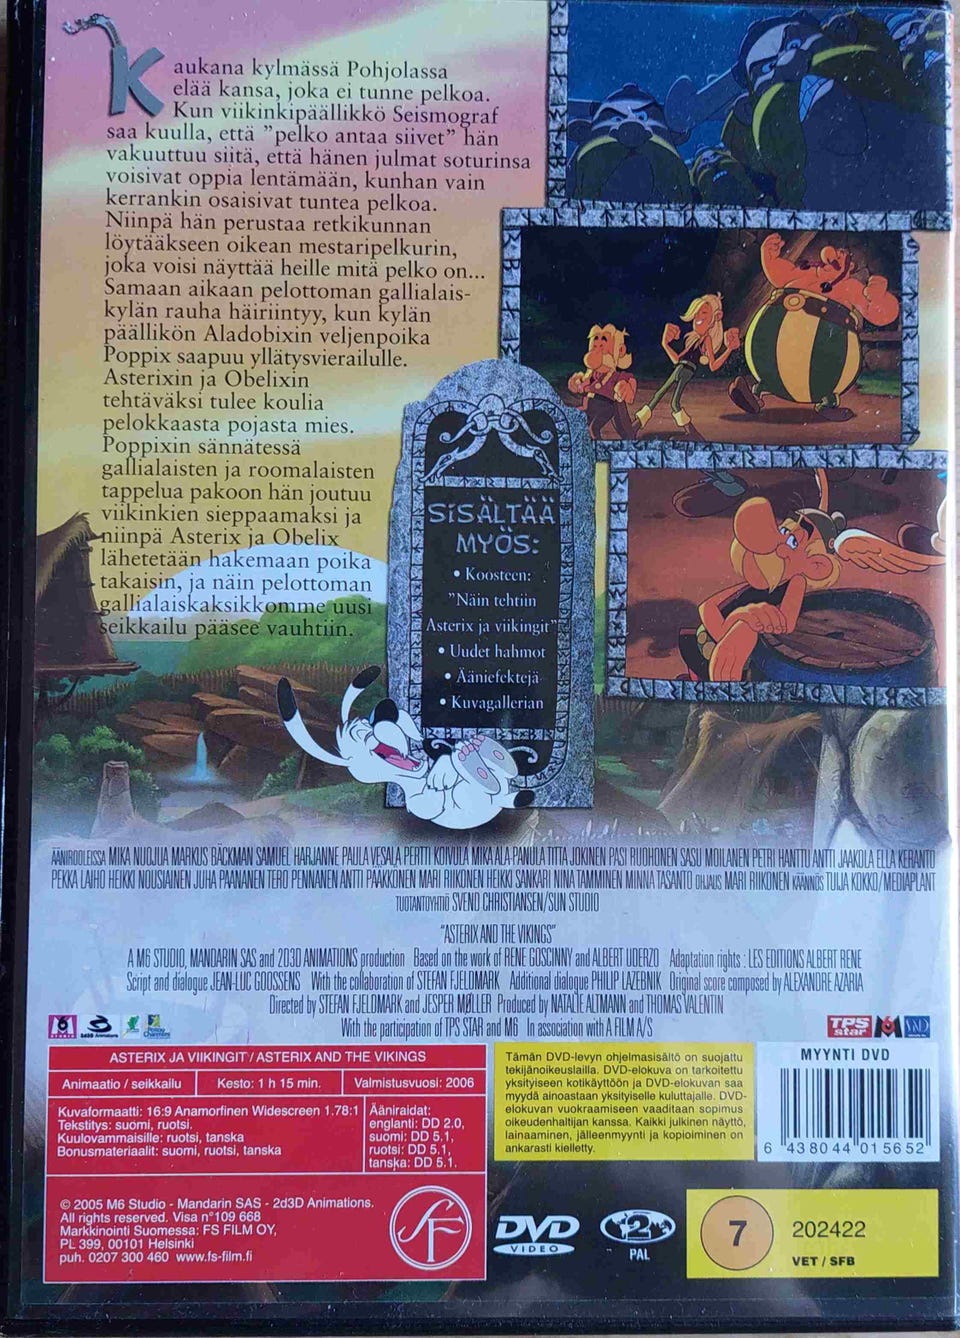 Kaukana kylmässä Pohjolassa
elää kansa, joka ei tunne pelkoa.
Kun viikinkipäällikkö Seismograf
saa kuulla, että ”pelko antaa siivet” hän
vakuuttuu siitä, että hänen julmat soturinsa
voisivat oppia lentämään, kunhan vain
kerrankin osaisivat tuntea pelkoa.
Niinpä hän perustaa retkikunnan
löytääkseen oikean mestaripelkurin,
joka voisi näyttää heille mitä pelko on...
Samaan aikaan pelottoman gallialais-
kylän rauha häiriintyy, kun kylän
päällikön Aladobixin veljenpoika
Poppix saapuu yllätysvierailulle.
Asterixin ja Obelixin
tehtäväksi tulee koulia
pelokkaasta pojasta mies.
Poppixin sännätessä
gallialaisten ja roomalaisten
tappelua pakoon hän joutuu
viikinkien sieppaamaksi ja
niinpä Asterix ja Obelix
lähetetään hakemaan poika
takaisin, ja näin pelottoman
gallialaiskaksikkomme uusi
seikkailu pääsee vauhtiin.
SISÄLTÄÄ
MYÖS:
• Koosteen:
”Näin tehtiin
Asterix ja viikingit”
• Uudet hahmot
• Ääniefektejä
• Kuvagallerian
ÄÄNIROOLEISSA MIKA NUOJUA MARKUS BÄCKMAN SAMUEL HARJANNE PAULA VESALA PERTTI KOIVULA MIKA ALA-PANULA TITTA JOKINEN PASI RUOHONEN SASU MOILANEN PETRI HANTTU ANTTI JAAKOLA ELLA KERANTO
PEKKA LAIHO HEIKKI NOUSIAINEN JUHA PAANANEN TERO PENNANEN ANTTI PÄÄKKÖNEN MARI RIIKONEN HEIKKI SANKARI NINA TAMMINEN MINNA TASANTO OHJAUS MARI RIIKONEN KÄÄNNÖS TUIJA KOKKO/MEDIAPLANT
TUOTANTOYHTIÖ SVEND CHRISTIANSEN/SUN STUDIO
"ASTERIX AND THE VIKINGS"
A M6 STUDIO, MANDARIN SAS and 2D3D ANIMATIONS production Based on the work of RENE GOSCINNY and ALBERT UDERZO Adaptation rights : LES EDITIONS ALBERT RENE
Script and dialogue JEAN-LUC GOOSSENS With the collaboration of STEFAN FJELDMARK Additional dialogue PHILIP LAZEBNIK Original score composed by ALEXANDRE AZARIA
Directed by STEFAN FJELDMARK and JESPER MØLLER Produced by NATALIE ALTMANN and THOMAS VALENTIN
With the participation of TPS STAR and M6 In association with A FILM A/S
M6 STUDIO 2d3D Animations
TPS star M6
ASTERIX JA VIIKINGIT / ASTERIX AND THE VIKINGS
Animaatio / seikkailu Kesto: 1 h 15 min. Valmistusvuosi: 2006
Kuvaformaatti: 16:9 Anamorfinen Widescreen 1.78:1
Tekstitys: suomi, ruotsi.
Kuulovammaisille: ruotsi, tanska
Bonusmateriaalit: suomi, ruotsi, tanska
Ääniraidat:
englanti: DD 2.0,
suomi: DD 5.1,
ruotsi: DD 5.1,
tanska: DD 5.1.
© 2005 M6 Studio - Mandarin SAS - 2d3D Animations.
All rights reserved. Visa n°109 668
Markkinointi Suomessa: FS FILM OY,
PL 399, 00101 Helsinki
puh. 0207 300 460 www.fs-film.fi
SF
Tämän DVD-levyn ohjelmasisältö on suojattu
tekijänoikeuslailla. DVD-elokuva on tarkoitettu
yksityiseen kotikäyttöön ja DVD-elokuvan saa
myydä ainoastaan yksityiselle kuluttajalle. DVD-
elokuvan vuokraamiseen vaaditaan sopimus
oikeudenhaltijan kanssa. Kaikki julkinen näyttö,
lainaaminen, jälleenmyynti ja kopioiminen on
ankarasti kielletty.
MYYNTI DVD
6 438044 015652
DVD
VIDEO
2
PAL
7
202422
VET / SFB